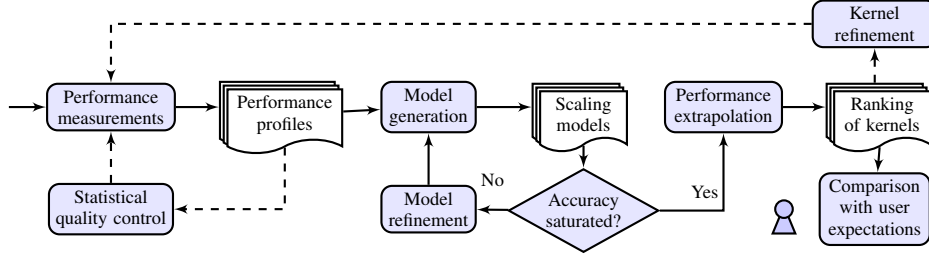 Kernel
refinement
Performance
measurements
Performance
profiles
Model
generation
Scaling
models
Performance
extrapolation
Ranking
of kernels
Statistical
quality control
Model
refinement
No
Accuracy
saturated?
Yes
Comparison
with user
expectations